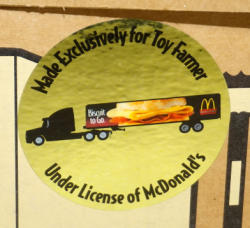 Made Exclusively for Toy Farmer
Biscuit
to Go
Under License of McDonald's